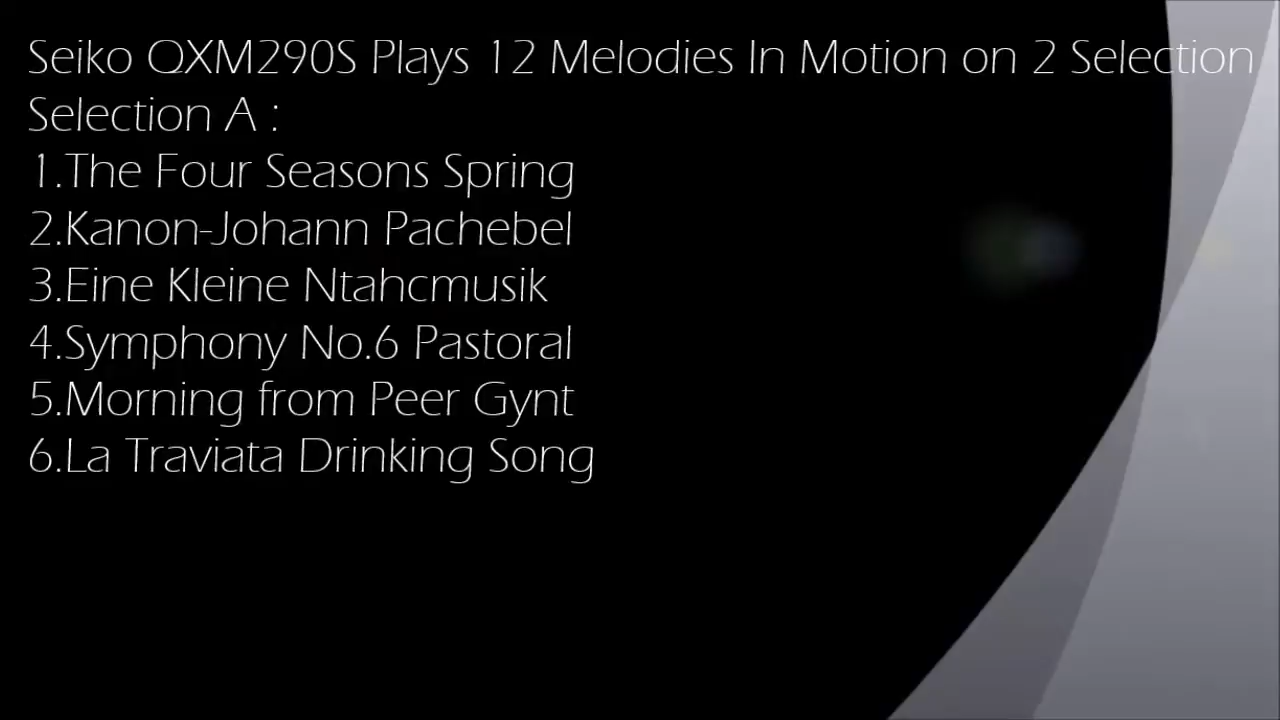 Seiko QXM290S Plays 12 Melodies In Motion on 2 Selection
Selection A :
1.The Four Seasons Spring
2.Kanon-Johann Pachebel
3.Eine Kleine Ntahcmusik
4.Symphony No.6 Pastoral
5.Morning from Peer Gynt
6.La Traviata Drinking Song